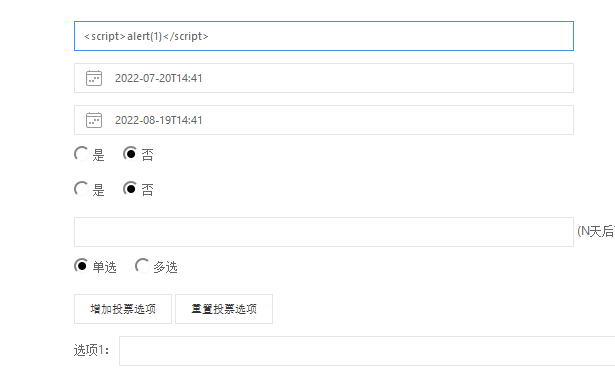 <script>alert(1)</script>
2022-07-20T14:41
2022-08-19T14:41
是 否
是 否
(N天后
单选 多选
增加投票选项 重置投票选项
选项1：